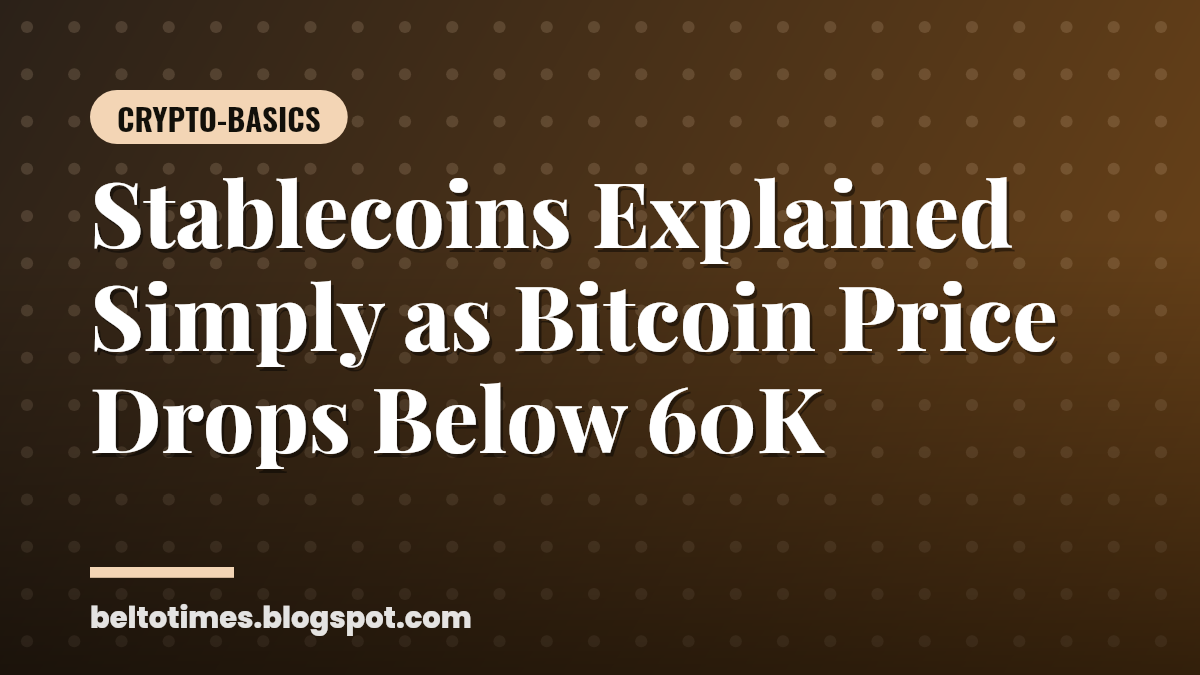 CRYPTO-BASICS
Stablecoins Explained
Simply as Bitcoin Price
Drops Below 60K
beltotimes.blogspot.com